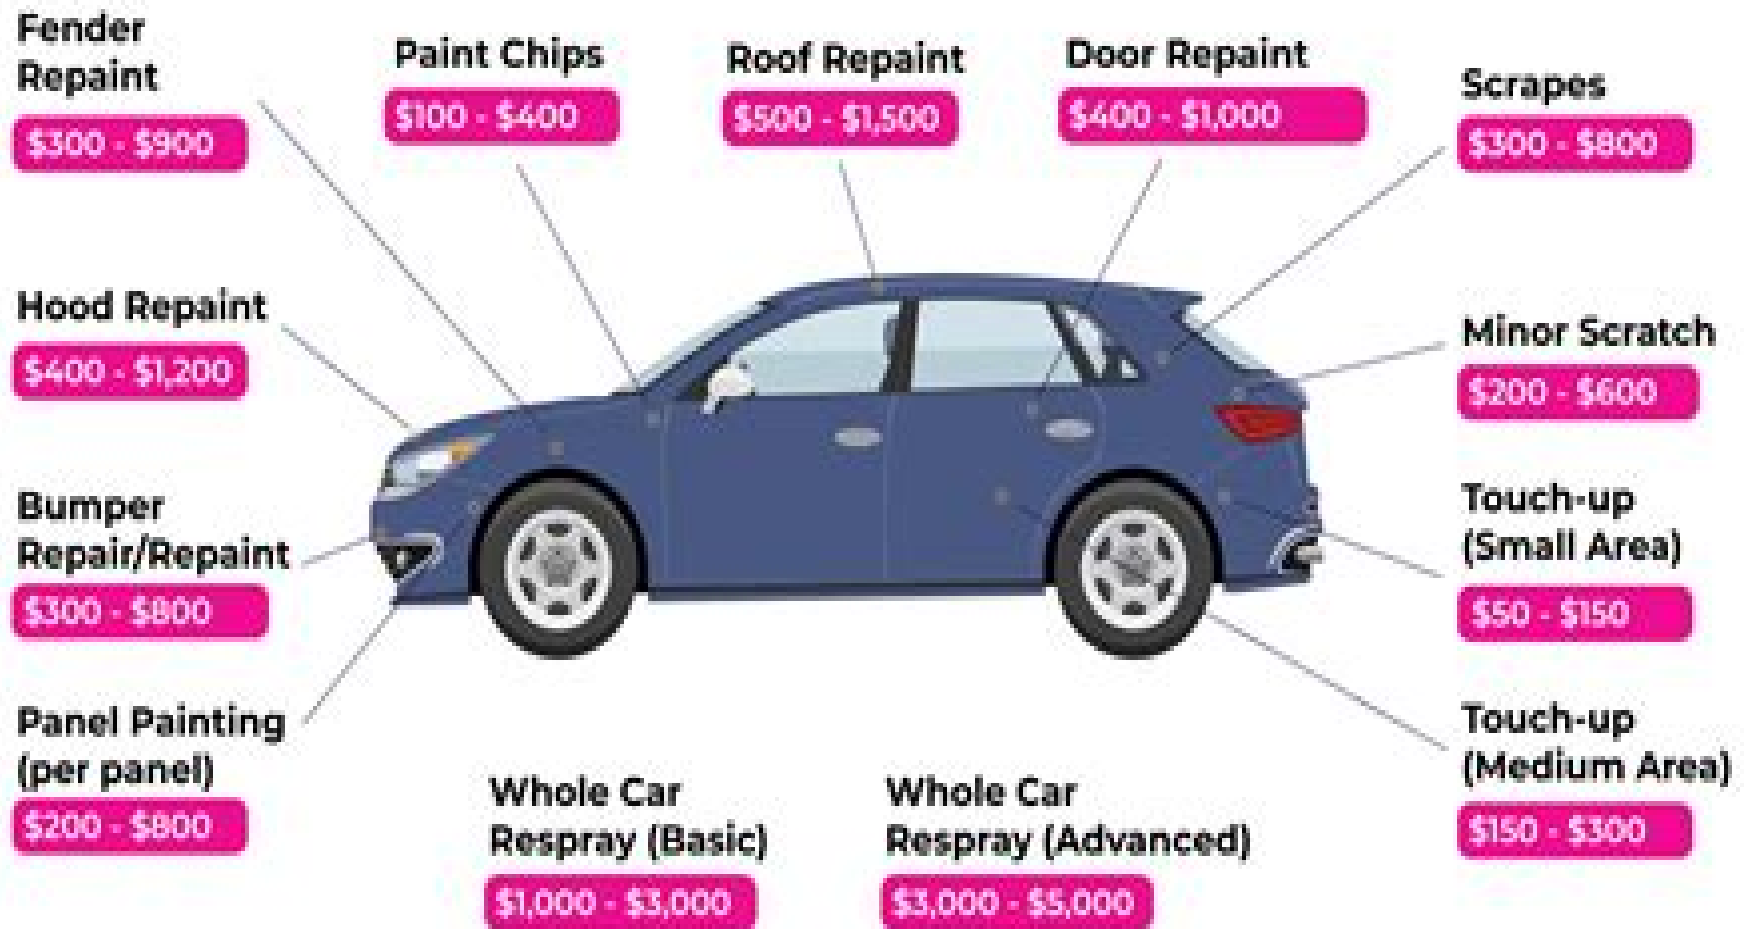 Fender
Repaint
$300 - $900
Paint Chips
$100 - $400
Roof Repaint
$500 - $1,500
Door Repaint
$400 - $1,000
Scrapes
$300 - $800
Hood Repaint
$400 - $1,200
Minor Scratch
$200 - $600
Bumper
Repair/Repaint
$300 - $800
Touch-up
(Small Area)
$50 - $150
Panel Painting
(per panel)
$200 - $800
Touch-up
(Medium Area)
$150 - $300
Whole Car
Respray (Basic)
$1,000 - $3,000
Whole Car
Respray (Advanced)
$3,000 - $5,000